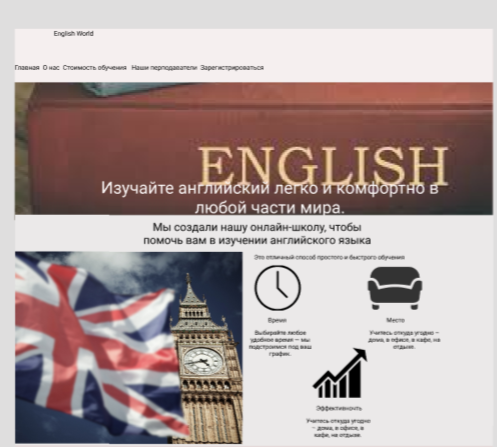 English World
Главная О нас Стоимость обучения Наши перподаватели Зарегистрироваться
ENGLISH
Изучайте английский легко и комфортно в
любой части мира.
Мы создали нашу онлайн-школу, чтобы
помочь вам в изучении английского языка
Это отличный способ простого и быстрого обучения
Время
Место
Выбирайте любое
удобное время – мы
подстроимся под ваш
график.
Учитесь откуда угодно –
дома, в офисе, в кафе, на
отдыхе.
Эффективночть
Учитесь откуда угодно
– дома, в офисе, в
кафе, на отдыхе.